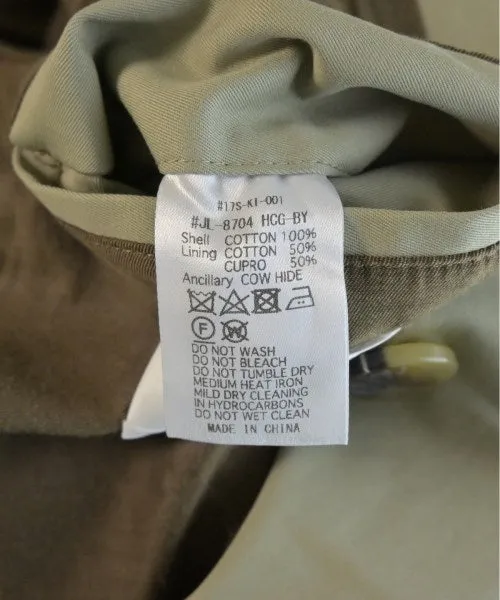 #17S-KI-001
#JL-8704 HCG-BY
Shell COTTON 100%
Lining COTTON 50%
CUPRO 50%
Ancillary COW HIDE
F W
DO NOT WASH
DO NOT BLEACH
DO NOT TUMBLE DRY
MEDIUM HEAT IRON
MILD DRY CLEANING
IN HYDROCARBONS
DO NOT WET CLEAN
MADE IN CHINA